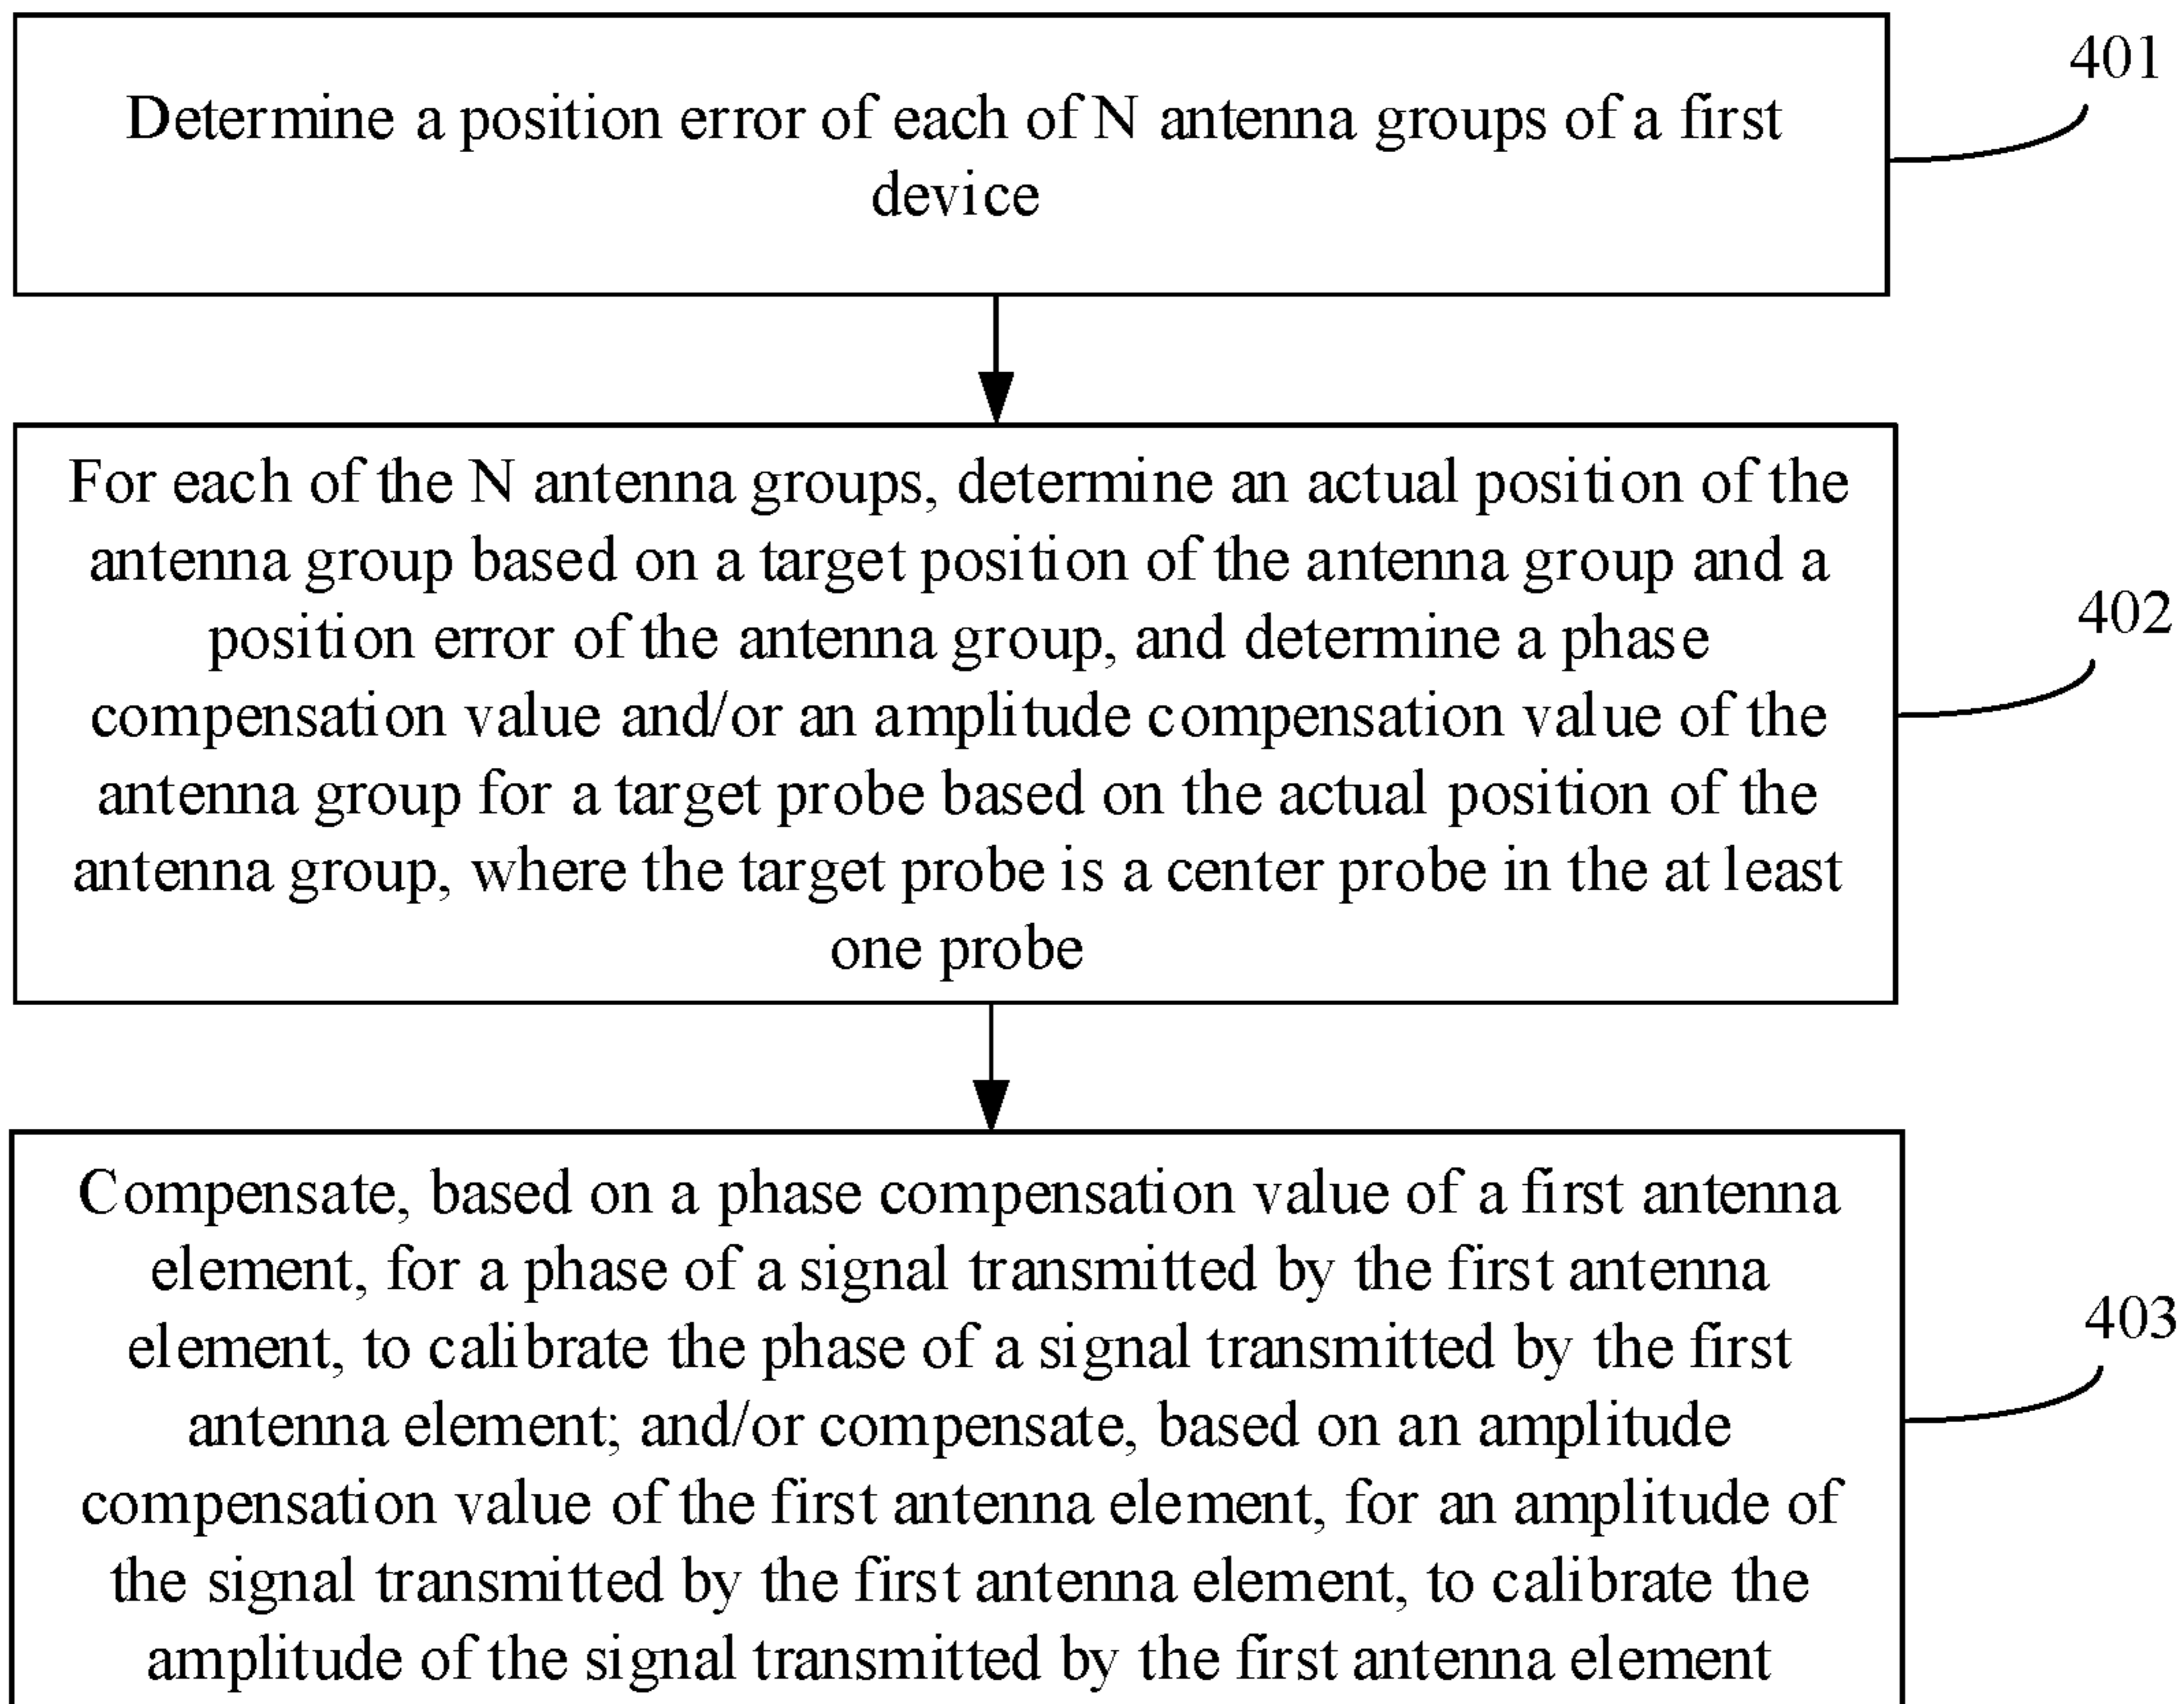 Determine a position error of each of N antenna groups of a first
device
401
For each of the N antenna groups, determine an actual position of the
antenna group based on a target position of the antenna group and a
position error of the antenna group, and determine a phase
compensation value and/or an amplitude compensation value of the
antenna group for a target probe based on the actual position of the
antenna group, where the target probe is a center probe in the at least
one probe
402
Compensate, based on a phase compensation value of a first antenna
element, for a phase of a signal transmitted by the first antenna
element, to calibrate the phase of a signal transmitted by the first
antenna element; and/or compensate, based on an amplitude
compensation value of the first antenna element, for an amplitude of
the signal transmitted by the first antenna element, to calibrate the
amplitude of the signal transmitted by the first antenna element
403